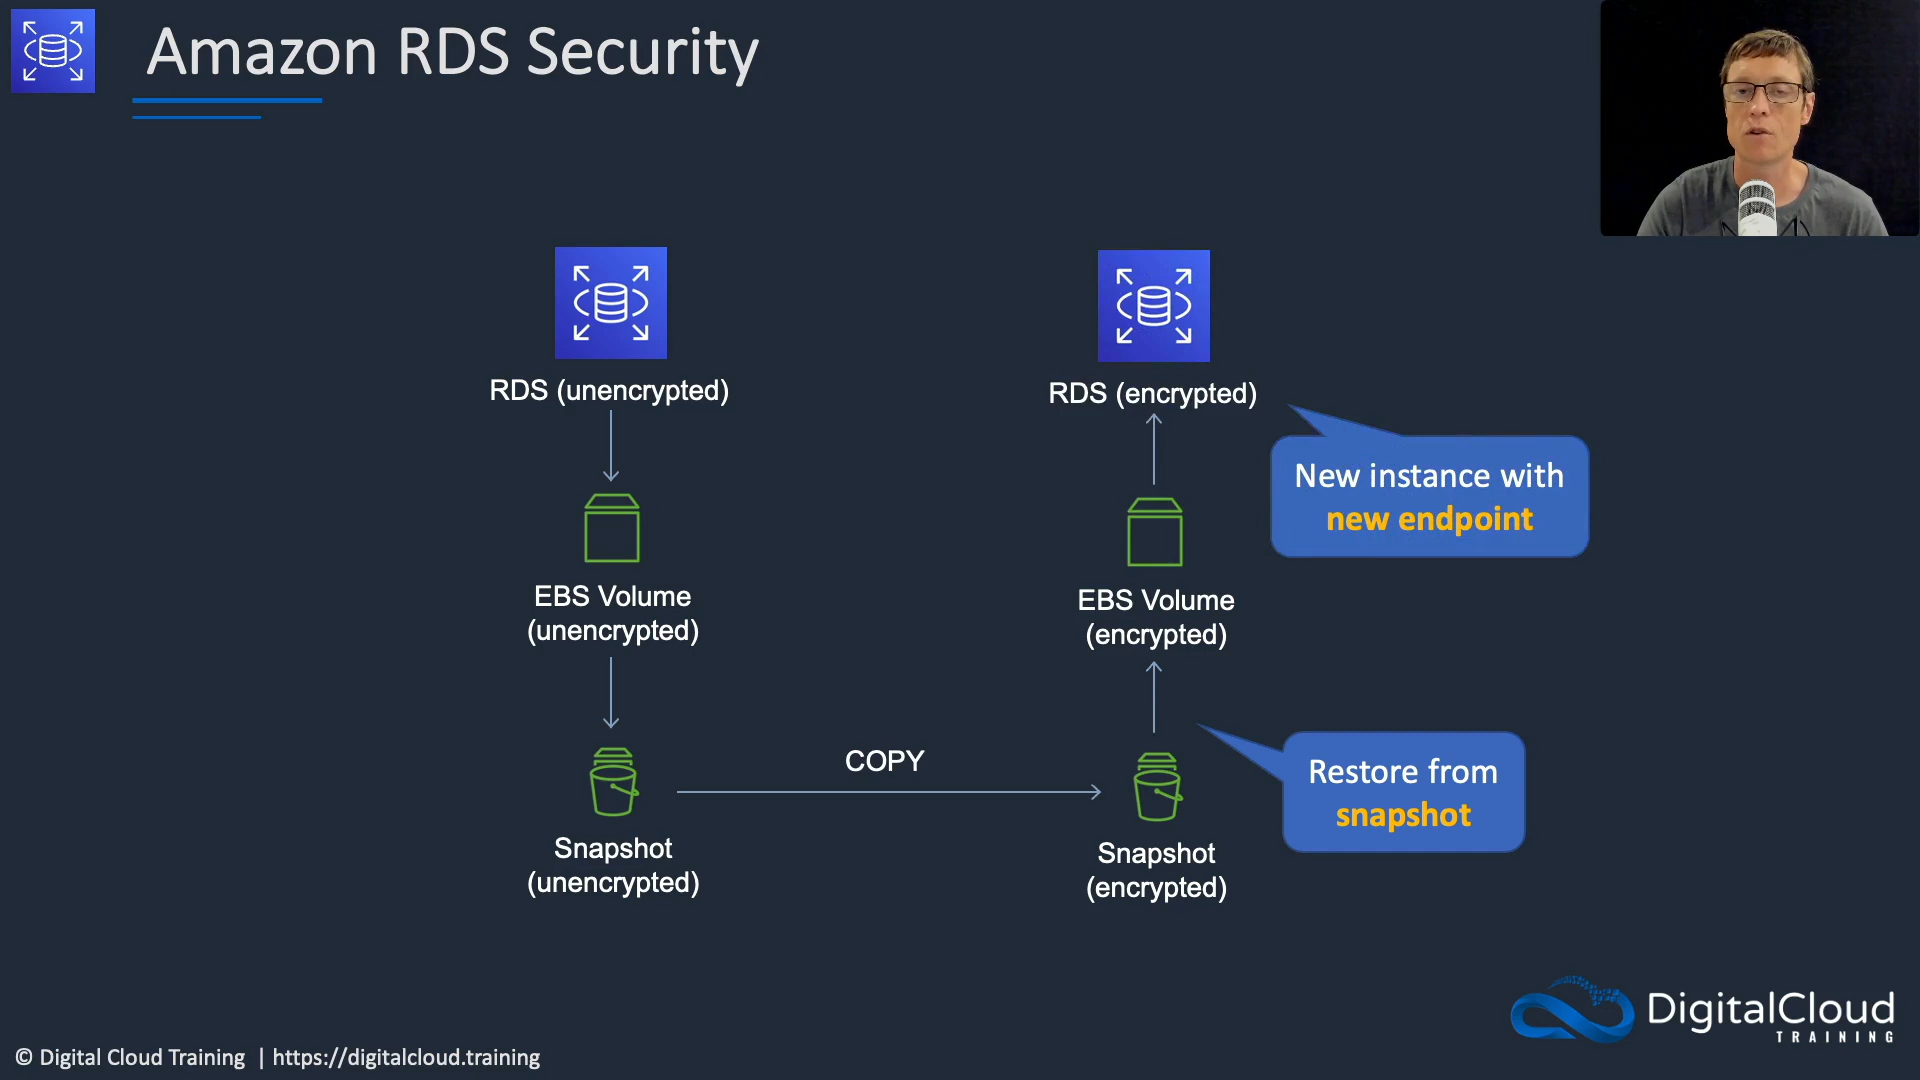 Amazon RDS Security
RDS (unencrypted)
EBS Volume
(unencrypted)
Snapshot
(unencrypted)
COPY
RDS (encrypted)
New instance with
new endpoint
EBS Volume
(encrypted)
Restore from
snapshot
Snapshot
(encrypted)
DigitalCloud
TRAINING
© Digital Cloud Training | https://digitalcloud.training